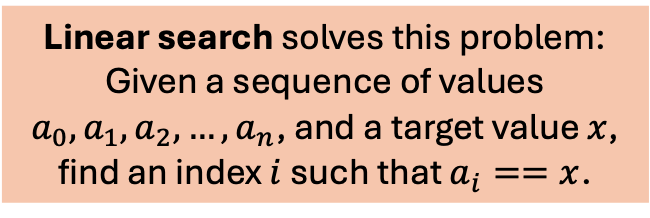 Linear search solves this problem:
Given a sequence of values
a₀, a₁, a₂, …, aₙ, and a target value x,
find an index i such that aᵢ == x.